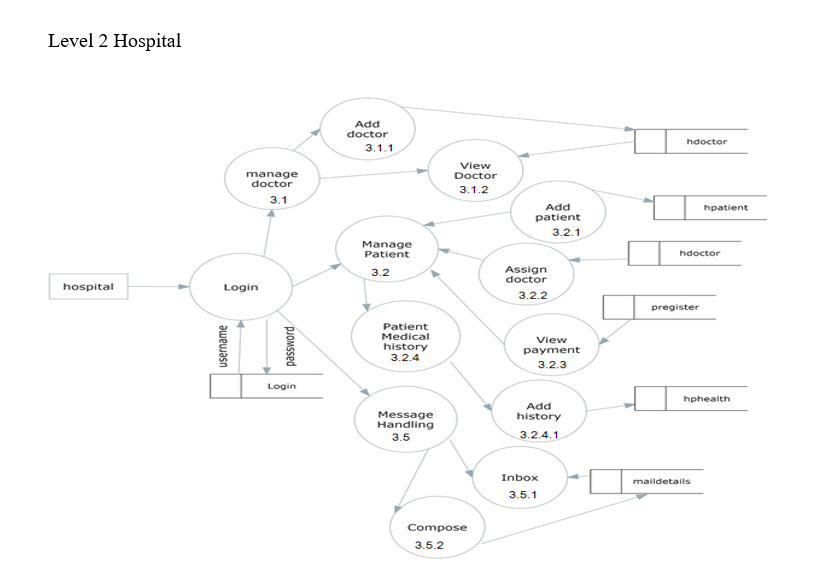 Level 2 Hospital
Add
doctor
3.1.1
hdoctor
manage
doctor
3.1
View
Doctor
3.1.2
Add
patient
3.2.1
hpatient
Manage
Patient
3.2
Assign
doctor
3.2.2
hdoctor
hospital
Login
username
password
Login
Patient
Medical
history
3.2.4
View
payment
3.2.3
pregister
Message
Handling
3.5
Add
history
3.2.4.1
hphealth
Inbox
3.5.1
maildetails
Compose
3.5.2